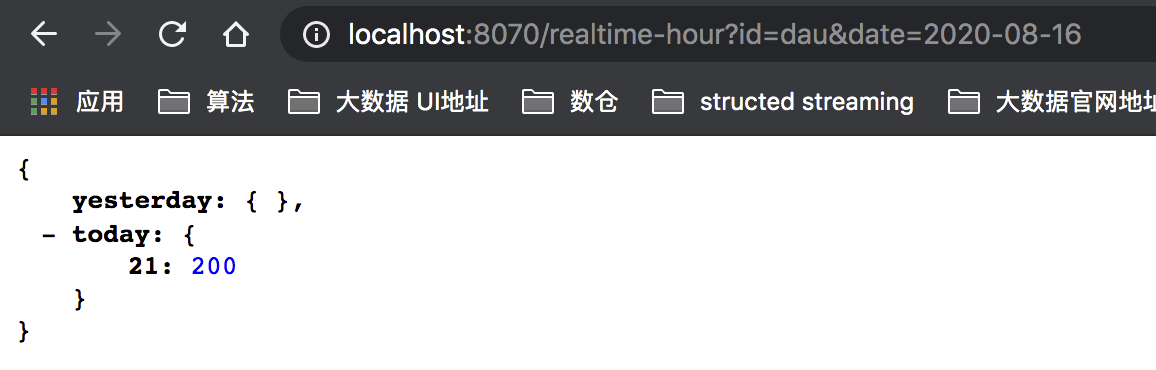 localhost:8070/realtime-hour?id=dau&date=2020-08-16
应用 算法 大数据 UI地址 数仓 structed streaming 大数据官网地址
{
yesterday: { },
- today: {
21: 200
}
}